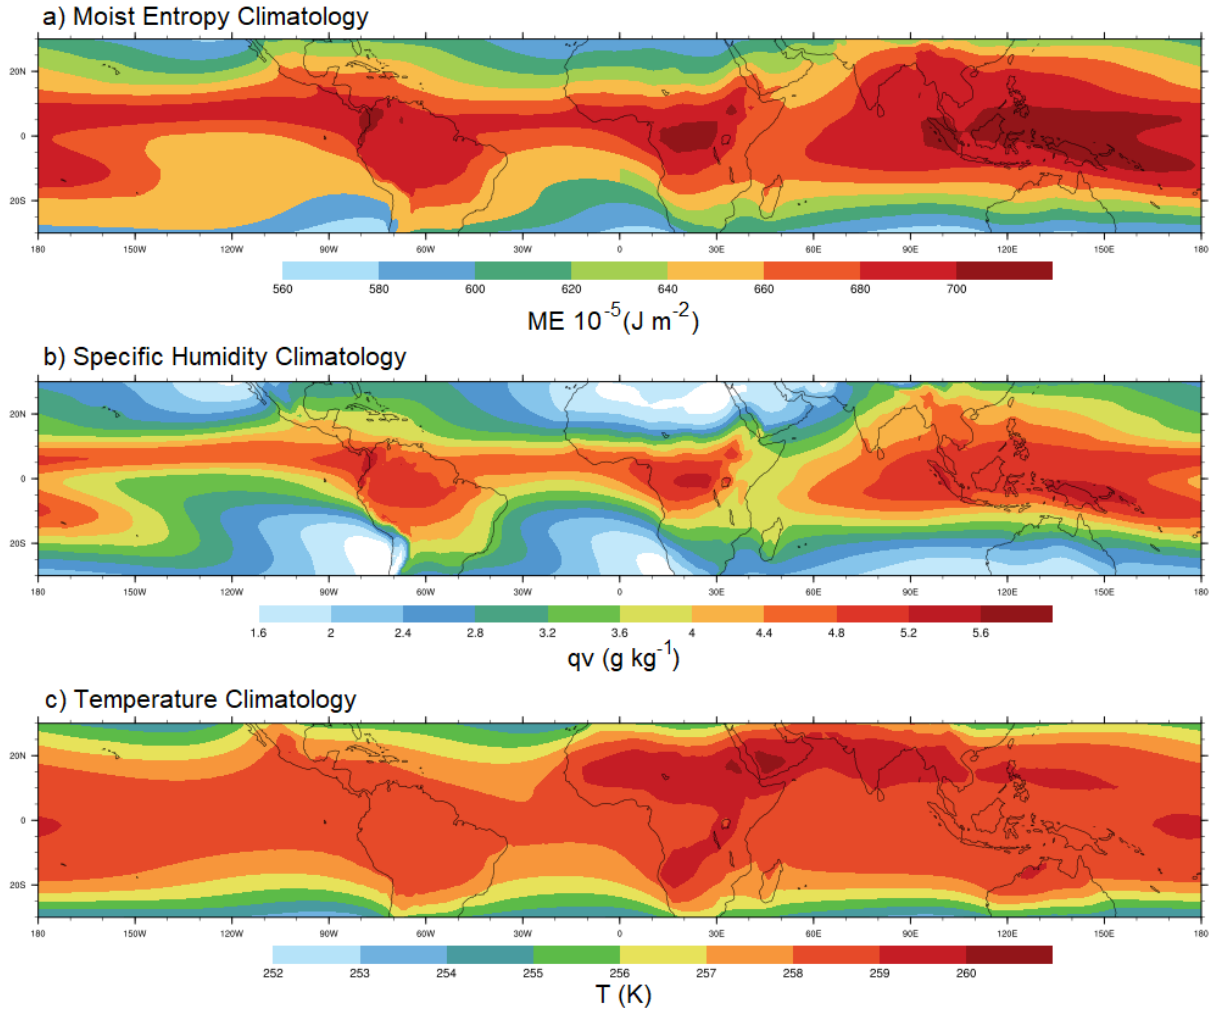 a) Moist Entropy Climatology
20N
0
20S
180 150W 120W 90W 60W 30W 0 30E 60E 90E 120E 150E 180
560 580 600 620 640 660 680 700
ME 10-5(J m-2)
b) Specific Humidity Climatology
20N
0
20S
180 150W 120W 90W 60W 30W 0 30E 60E 90E 120E 150E 180
1.6 2 2.4 2.8 3.2 3.6 4 4.4 4.8 5.2 5.6
qv (g kg-1)
c) Temperature Climatology
20N
0
20S
180 150W 120W 90W 60W 30W 0 30E 60E 90E 120E 150E 180
252 253 254 255 256 257 258 259 260
T (K)